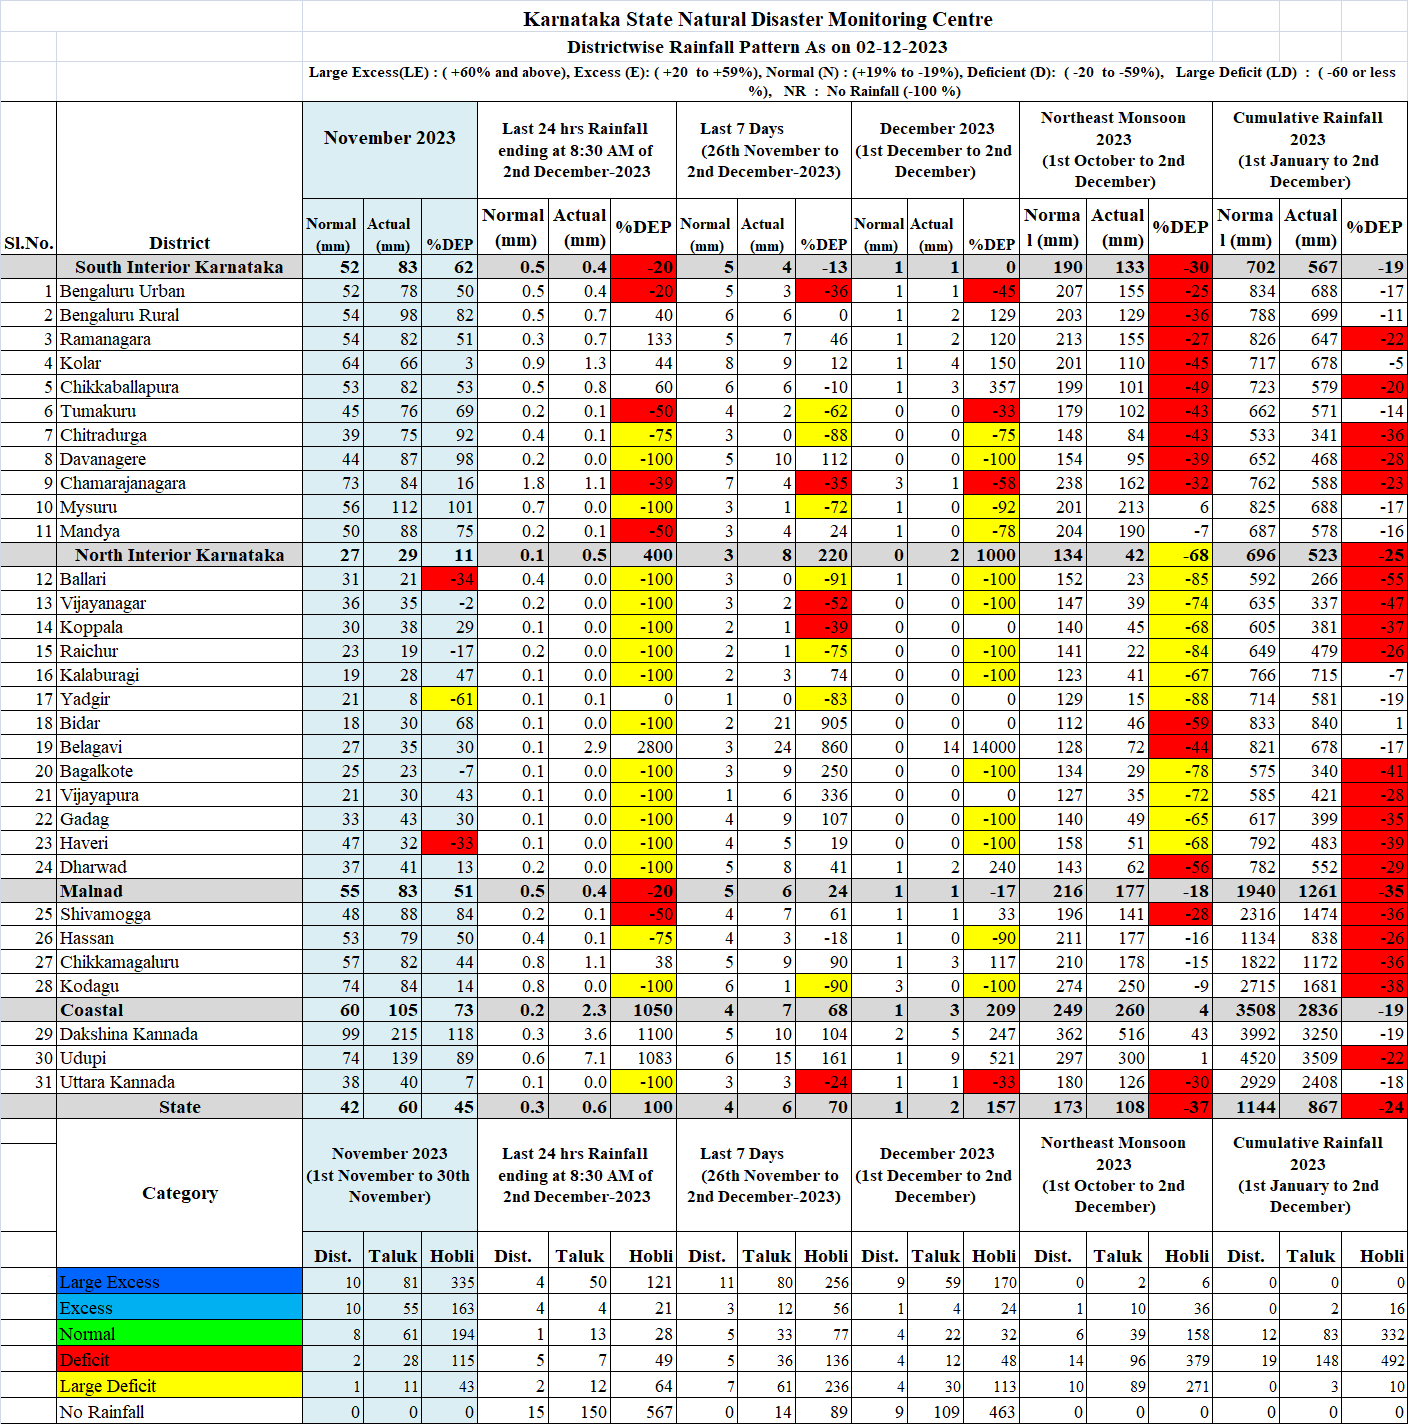 Karnataka State Natural Disaster Monitoring Centre
Districtwise Rainfall Pattern As on 02-12-2023
Large Excess(LE) : ( +60% and above), Excess (E): ( +20 to +59%), Normal (N) : (+19% to -19%), Deficient (D): ( -20 to -59%), Large Deficit (LD) : ( -60 or less
%), NR : No Rainfall (-100 %)
Sl.No. District November 2023 Last 24 hrs Rainfall ending at 8:30 AM of 2nd December-2023 Last 7 Days (26th November to 2nd December-2023) December 2023 (1st December to 2nd December) Northeast Monsoon 2023 (1st October to 2nd December) Cumulative Rainfall 2023 (1st January to 2nd December)
Normal (mm) Actual (mm) %DEP Normal (mm) Actual (mm) %DEP Normal (mm) Actual (mm) %DEP Normal (mm) Actual (mm) %DEP Norma l (mm) Actual (mm) %DEP Norma l (mm) Actual (mm) %DEP
South Interior Karnataka 52 83 62 0.5 0.4 -20 5 4 -13 1 1 0 190 133 -30 702 567 -19
1 Bengaluru Urban 52 78 50 0.5 0.4 -20 5 3 -36 1 1 -45 207 155 -25 834 688 -17
2 Bengaluru Rural 54 98 82 0.5 0.7 40 6 6 0 1 2 129 203 129 -36 788 699 -11
3 Ramanagara 54 82 51 0.3 0.7 133 5 7 46 1 2 120 213 155 -27 826 647 -22
4 Kolar 64 66 3 0.9 1.3 44 8 9 12 1 4 150 201 110 -45 717 678 -5
5 Chikkaballapura 53 82 53 0.5 0.8 60 6 6 -10 1 3 357 199 101 -49 723 579 -20
6 Tumakuru 45 76 69 0.2 0.1 -50 4 2 -62 0 0 -33 179 102 -43 662 571 -14
7 Chitradurga 39 75 92 0.4 0.1 -75 3 0 -88 0 0 -75 148 84 -43 533 341 -36
8 Davanagere 44 87 98 0.2 0.0 -100 5 10 112 0 0 -100 154 95 -39 652 468 -28
9 Chamarajanagara 73 84 16 1.8 1.1 -39 7 4 -35 3 1 -58 238 162 -32 762 588 -23
10 Mysuru 56 112 101 0.7 0.0 -100 3 1 -72 1 0 -92 201 213 6 825 688 -17
11 Mandya 50 88 75 0.2 0.1 -50 3 4 24 1 0 -78 204 190 -7 687 578 -16
North Interior Karnataka 27 29 11 0.1 0.5 400 3 8 220 0 2 1000 134 42 -68 696 523 -25
12 Ballari 31 21 -34 0.4 0.0 -100 3 0 -91 1 0 -100 152 23 -85 592 266 -55
13 Vijayanagar 36 35 -2 0.2 0.0 -100 3 2 -52 0 0 -100 147 39 -74 635 337 -47
14 Koppala 30 38 29 0.1 0.0 -100 2 1 -39 0 0 0 140 45 -68 605 381 -37
15 Raichur 23 19 -17 0.2 0.0 -100 2 1 -75 0 0 -100 141 22 -84 649 479 -26
16 Kalaburagi 19 28 47 0.1 0.0 -100 2 3 74 0 0 -100 123 41 -67 766 715 -7
17 Yadgir 21 8 -61 0.1 0.1 0 1 0 -83 0 0 0 129 15 -88 714 581 -19
18 Bidar 18 30 68 0.1 0.0 -100 2 21 905 0 0 0 112 46 -59 833 840 1
19 Belagavi 27 35 30 0.1 2.9 2800 3 24 860 0 14 14000 128 72 -44 821 678 -17
20 Bagalkote 25 23 -7 0.1 0.0 -100 3 9 250 0 0 -100 134 29 -78 575 340 -41
21 Vijayapura 21 30 43 0.1 0.0 -100 1 6 336 0 0 0 127 35 -72 585 421 -28
22 Gadag 33 43 30 0.1 0.0 -100 4 9 107 0 0 -100 140 49 -65 617 399 -35
23 Haveri 47 32 -33 0.1 0.0 -100 4 5 19 0 0 -100 158 51 -68 792 483 -39
24 Dharwad 37 41 13 0.2 0.0 -100 5 8 41 1 2 240 143 62 -56 782 552 -29
Malnad 55 83 51 0.5 0.4 -20 5 6 24 1 1 -17 216 177 -18 1940 1261 -35
25 Shivamogga 48 88 84 0.2 0.1 -50 4 7 61 1 1 33 196 141 -28 2316 1474 -36
26 Hassan 53 79 50 0.4 0.1 -75 4 3 -18 1 0 -90 211 177 -16 1134 838 -26
27 Chikkamagaluru 57 82 44 0.8 1.1 38 5 9 90 1 3 117 210 178 -15 1822 1172 -36
28 Kodagu 74 84 14 0.8 0.0 -100 6 1 -90 3 0 -100 274 250 -9 2715 1681 -38
Coastal 60 105 73 0.2 2.3 1050 4 7 68 1 3 209 249 260 4 3508 2836 -19
29 Dakshina Kannada 99 215 118 0.3 3.6 1100 5 10 104 2 5 247 362 516 43 3992 3250 -19
30 Udupi 74 139 89 0.6 7.1 1083 6 15 161 1 9 521 297 300 1 4520 3509 -22
31 Uttara Kannada 38 40 7 0.1 0.0 -100 3 3 -24 1 1 -33 180 126 -30 2929 2408 -18
State 42 60 45 0.3 0.6 100 4 6 70 1 2 157 173 108 -37 1144 867 -24
Category November 2023 (1st November to 30th November) Last 24 hrs Rainfall ending at 8:30 AM of 2nd December-2023 Last 7 Days (26th November to 2nd December-2023) December 2023 (1st December to 2nd December) Northeast Monsoon 2023 (1st October to 2nd December) Cumulative Rainfall 2023 (1st January to 2nd December)
Dist. Taluk Hobli Dist. Taluk Hobli Dist. Taluk Hobli Dist. Taluk Hobli Dist. Taluk Hobli Dist. Taluk Hobli
Large Excess 10 81 335 4 50 121 11 80 256 9 59 170 0 2 6 0 0 0
Excess 10 55 163 4 4 21 3 12 56 1 4 24 1 10 36 0 2 16
Normal 8 61 194 1 13 28 5 33 77 4 22 32 6 39 158 12 83 332
Deficit 2 28 115 5 7 49 5 36 136 4 12 48 14 96 379 19 148 492
Large Deficit 1 11 43 2 12 64 7 61 236 4 30 113 10 89 271 0 3 10
No Rainfall 0 0 0 15 150 567 0 14 89 9 109 463 0 0 0 0 0 0